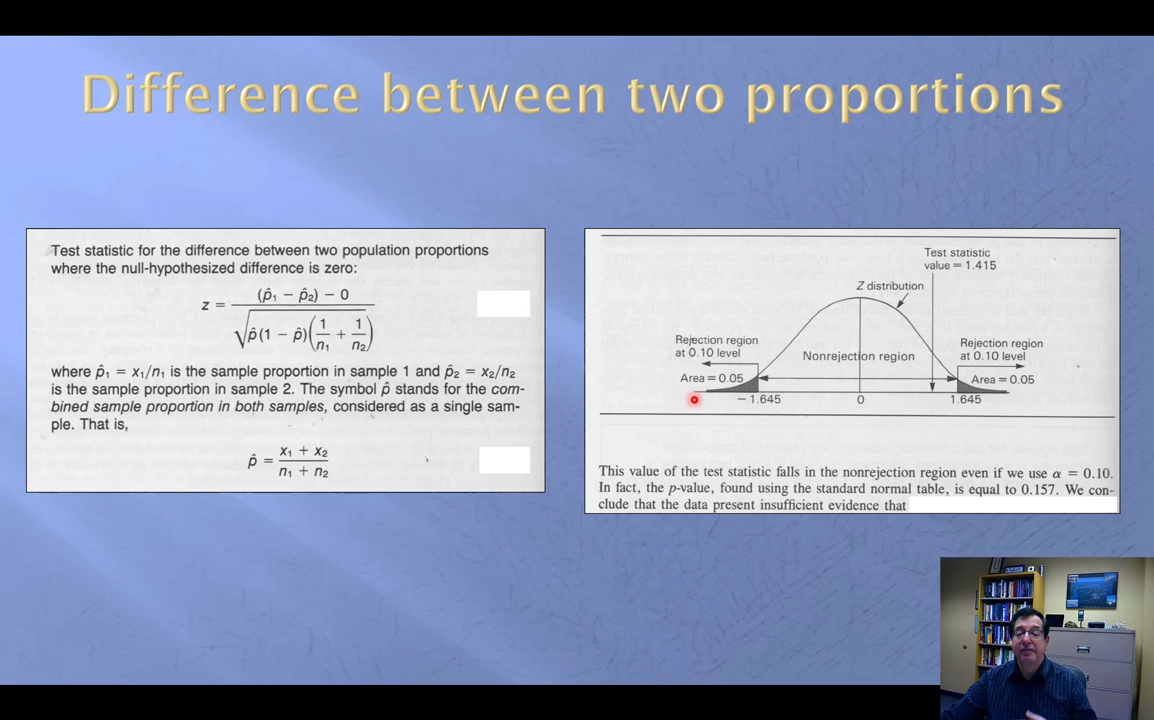 Difference between two proportions
Test statistic for the difference between two population proportions
where the null-hypothesized difference is zero:
z = (p̂₁ − p̂₂) − 0 / √p̂(1 − p̂)(1/n₁ + 1/n₂)
where p̂₁ = x₁/n₁ is the sample proportion in sample 1 and p̂₂ = x₂/n₂
is the sample proportion in sample 2. The symbol p̂ stands for the com-
bined sample proportion in both samples, considered as a single sam-
ple. That is,
p̂ = x₁ + x₂ / n₁ + n₂
Test statistic
value = 1.415
Z distribution
Rejection region
at 0.10 level
Area = 0.05
Nonrejection region
Rejection region
at 0.10 level
Area = 0.05
− 1.645
0
1.645
This value of the test statistic falls in the nonrejection region even if we use α = 0.10.
In fact, the p-value, found using the standard normal table, is equal to 0.157. We con-
clude that the data present insufficient evidence that